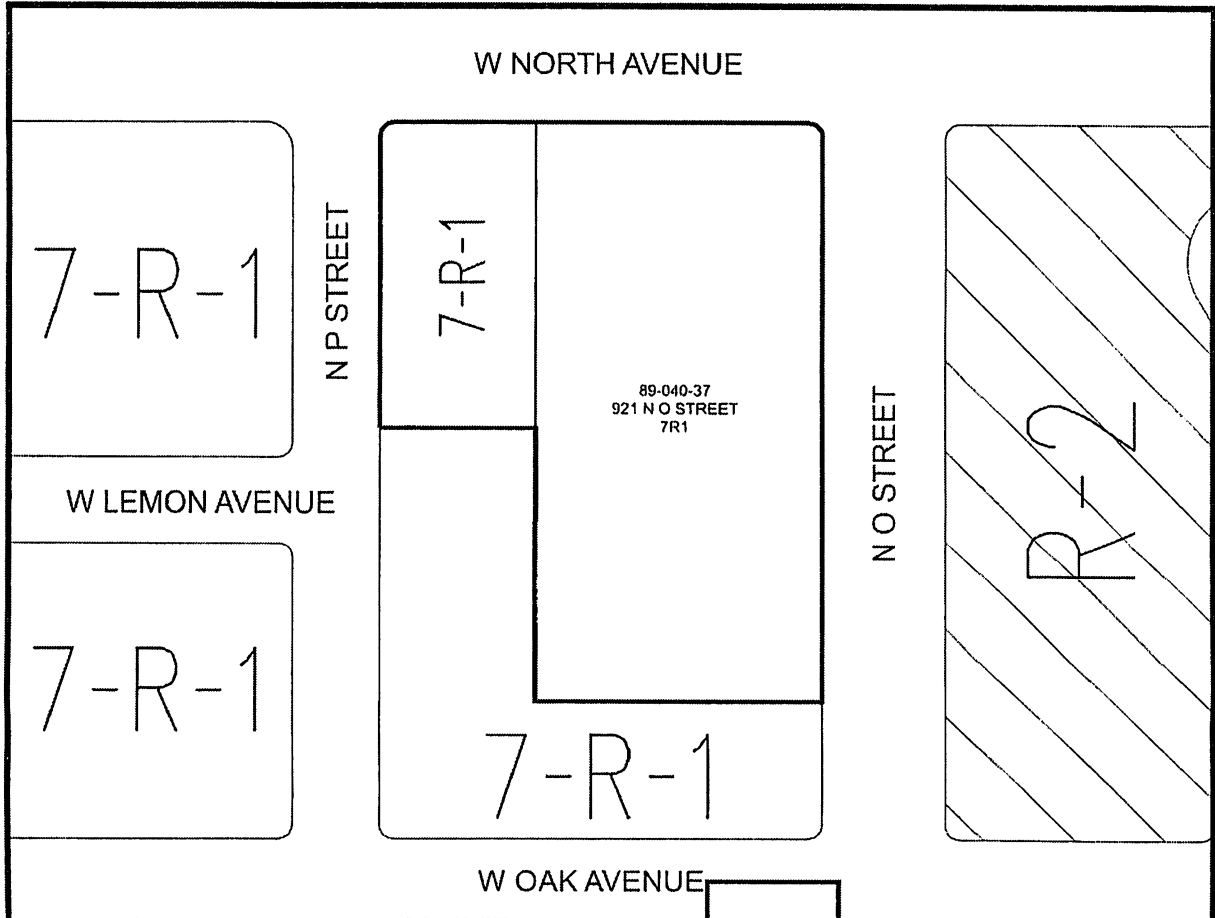 W NORTH AVENUE
7-R-1
N P STREET
7-R-1
89-040-37
921 N O STREET
7R1
N O STREET
R-2
W LEMON AVENUE
7-R-1
7-R-1
W OAK AVENUE